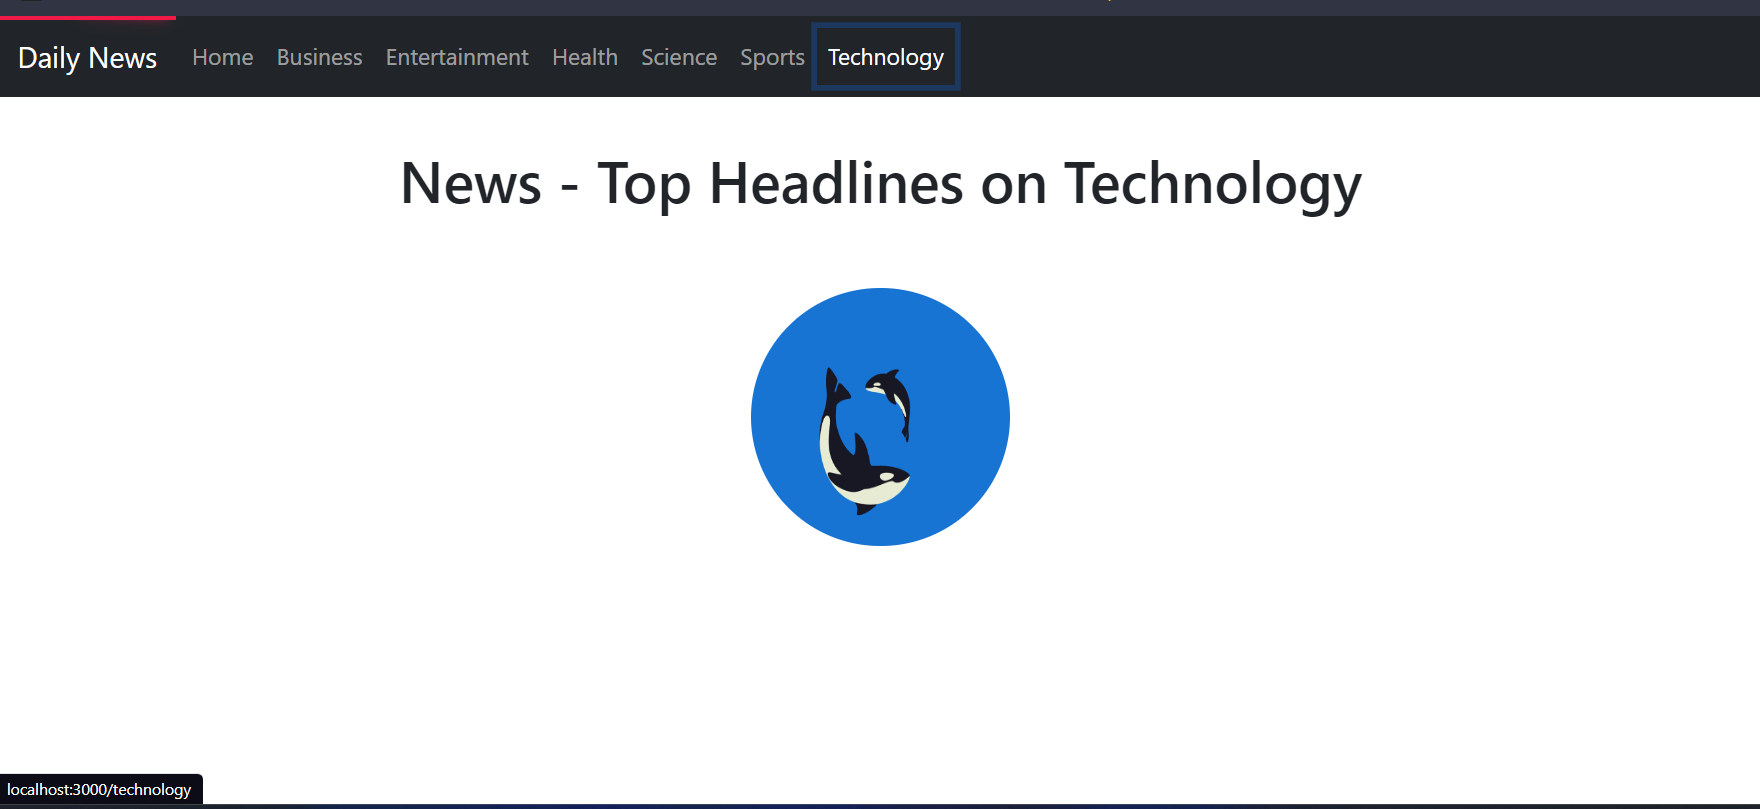 Daily News Home Business Entertainment Health Science Sports Technology
News - Top Headlines on Technology
localhost:3000/technology